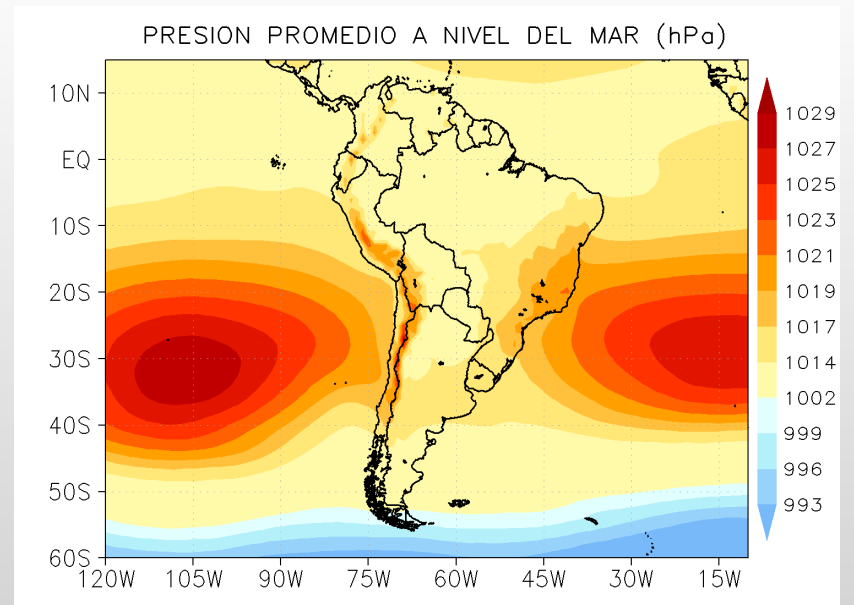 PRESION PROMEDIO A NIVEL DEL MAR (hPa)
10N
EQ
10S
20S
30S
40S
50S
60S
120W 105W 90W 75W 60W 45W 30W 15W
1029
1027
1025
1023
1021
1019
1017
1014
1002
999
996
993